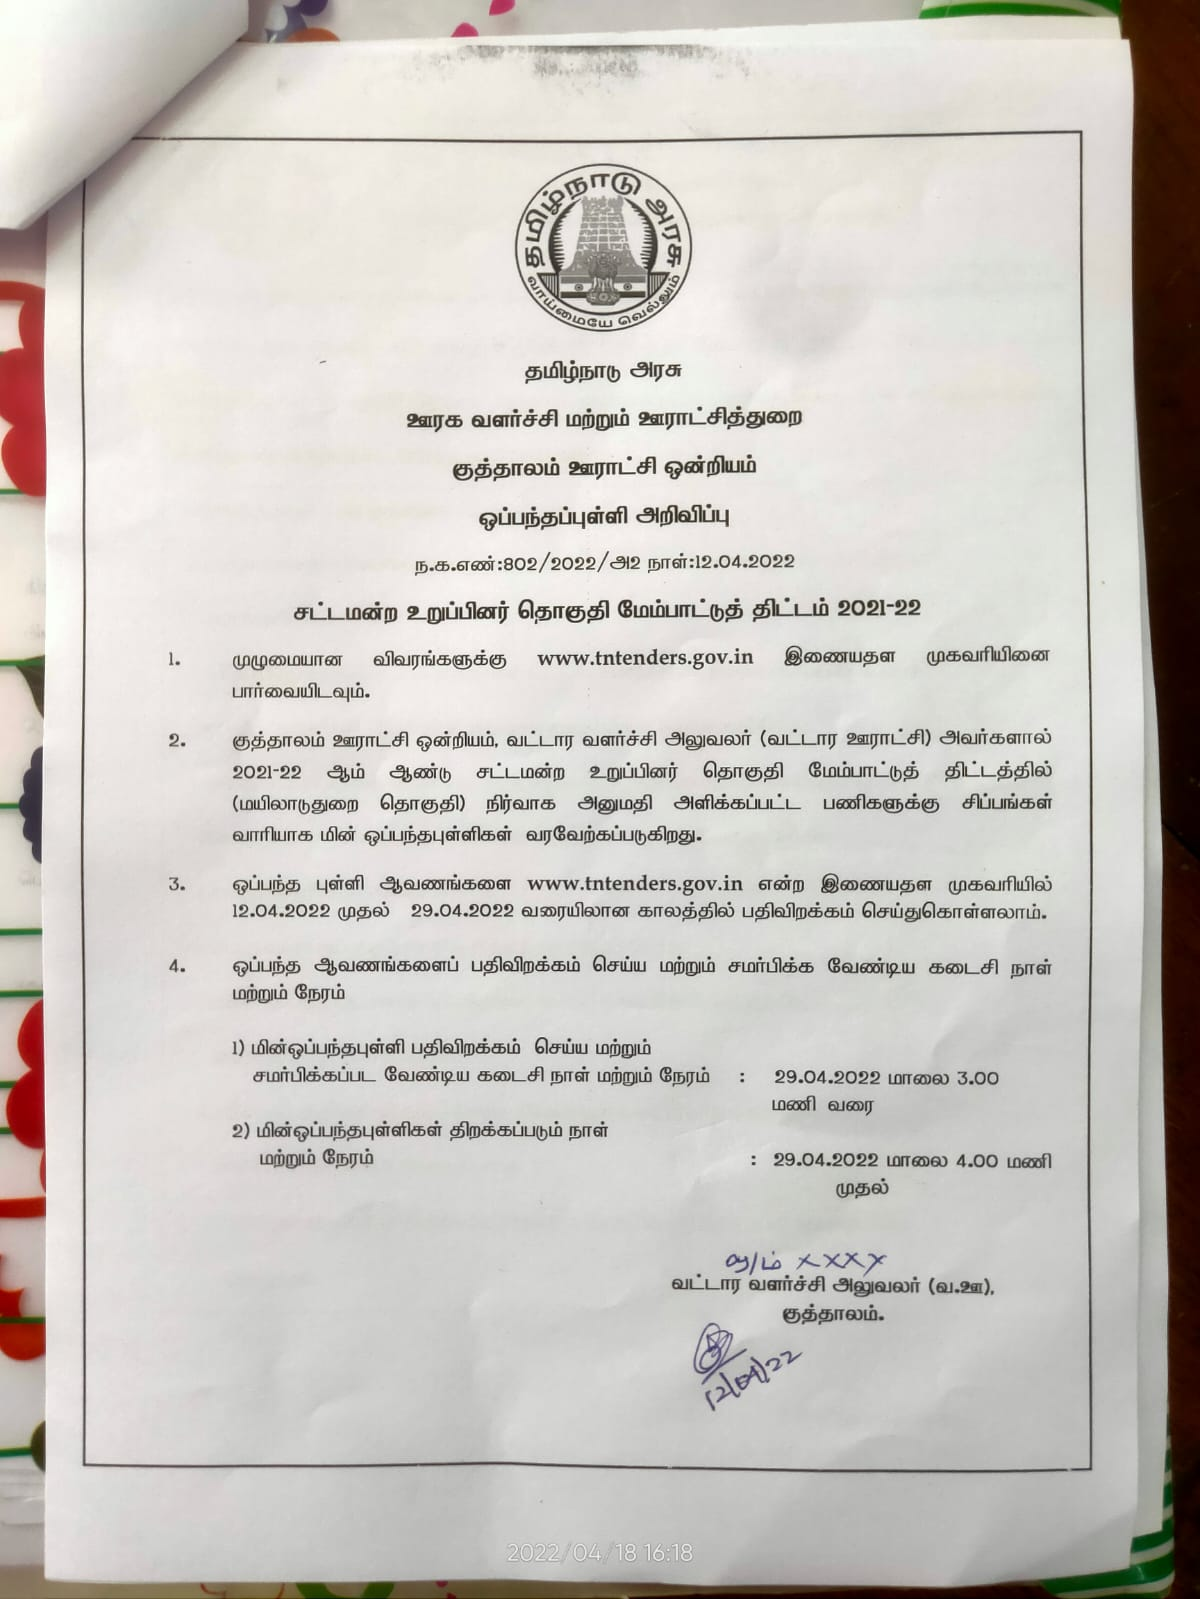 தமிழ்நாடு அரசு
வாய்மையே வெல்லும்
தமிழ்நாடு அரசு
ஊரக வளர்ச்சி மற்றும் ஊராட்சித்துறை
குத்தாலம் ஊராட்சி ஒன்றியம்
ஒப்பந்தப்புள்ளி அறிவிப்பு
ந.க.எண்:802/2022/அ2 நாள்:12.04.2022
சட்டமன்ற உறுப்பினர் தொகுதி மேம்பாட்டுத் திட்டம் 2021-22
1. முழுமையான விவரங்களுக்கு www.tntenders.gov.in இணையதள முகவரியினை
பார்வையிடவும்.
2. குத்தாலம் ஊராட்சி ஒன்றியம், வட்டார வளர்ச்சி அலுவலர் (வட்டார ஊராட்சி) அவர்களால்
2021-22 ஆம் ஆண்டு சட்டமன்ற உறுப்பினர் தொகுதி மேம்பாட்டுத் திட்டத்தில்
(மயிலாடுதுறை தொகுதி) நிர்வாக அனுமதி அளிக்கப்பட்ட பணிகளுக்கு சிப்பங்கள்
வாரியாக மின் ஒப்பந்தபுள்ளிகள் வரவேற்கப்படுகிறது.
3. ஒப்பந்த புள்ளி ஆவணங்களை www.tntenders.gov.in என்ற இணையதள முகவரியில்
12.04.2022 முதல் 29.04.2022 வரையிலான காலத்தில் பதிவிறக்கம் செய்துகொள்ளலாம்.
4. ஒப்பந்த ஆவணங்களைப் பதிவிறக்கம் செய்ய மற்றும் சமர்பிக்க வேண்டிய கடைசி நாள்
மற்றும் நேரம்
1) மின்ஒப்பந்தபுள்ளி பதிவிறக்கம் செய்ய மற்றும்
சமர்பிக்கப்பட வேண்டிய கடைசி நாள் மற்றும் நேரம் : 29.04.2022 மாலை 3.00
மணி வரை
2) மின்ஒப்பந்தபுள்ளிகள் திறக்கப்படும் நாள்
மற்றும் நேரம் : 29.04.2022 மாலை 4.00 மணி
முதல்
ஒ/ம் xxxx
வட்டார வளர்ச்சி அலுவலர் (வ.ஊ),
குத்தாலம்.
12/04/22
2022/04/18 16:18